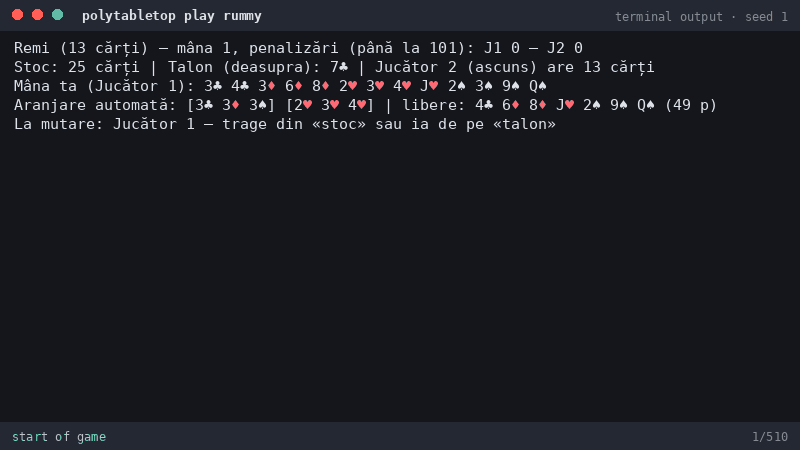 polytabletop play rummy
terminal output · seed 1
Remi (13 cărți) — mâna 1, penalizări (până la 101): J1 0 — J2 0
Stoc: 25 cărți | Talon (deasupra): 7♣ | Jucător 2 (ascuns) are 13 cărți
Mâna ta (Jucător 1): 3♣ 4♣ 3♦ 6♦ 8♦ 2♥ 3♥ 4♥ J♥ 2♠ 3♠ 9♠ Q♠
Aranjare automată: [3♣ 3♦ 3♠] [2♥ 3♥ 4♥] | libere: 4♣ 6♦ 8♦ J♥ 2♠ 9♠ Q♠ (49 p)
La mutare: Jucător 1 — trage din «stoc» sau ia de pe «talon»
start of game
1/510